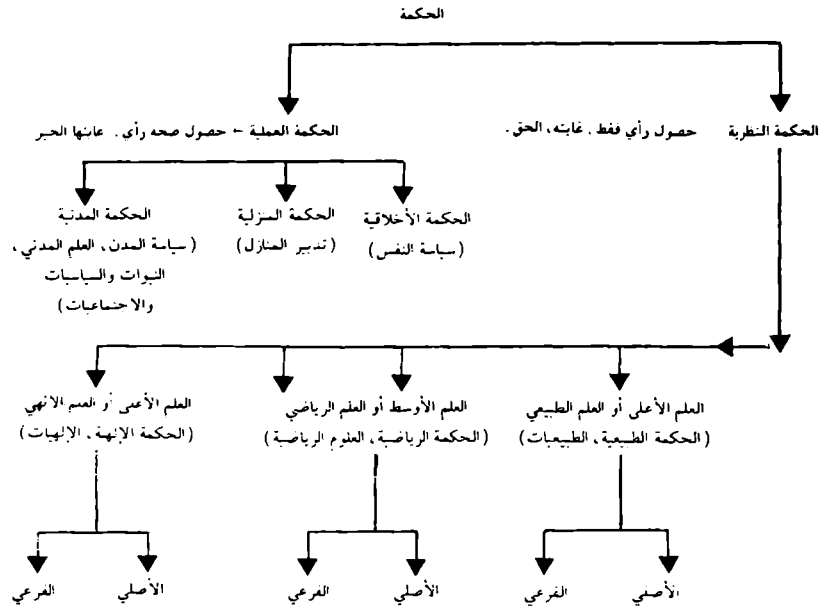 الحكمة
الحكمة النظرية    حصول رأي فقط . غايته، الحق .
الحكمة العملية ← حصول صحه رأي . غايتها الخير
الحكمة الأخلاقية
(سياسة النفس)
الحكمة المنزلية
(تدبير المنازل)
الحكمة المدنية
(سياسة المدن، العلم المدني،
النبوات والسياسات
والاجتماعيات)
العلم الأعلى أو العلم الطبيعي
(الحكمة الطبيعية، الطبيعيات)
العلم الأوسط أو العلم الرياضي
(الحكمة الرياضية، العلوم الرياضية)
العلم الأعلى أو العلم الالهي
(الحكمة الإلهية، الإلهيات)
الأصلي    الفرعي
الأصلي    الفرعي
الأصلي    الفرعي